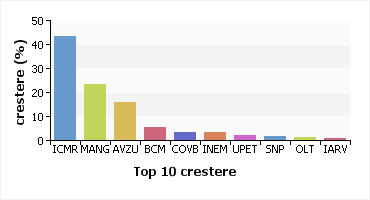 crestere (%)
50
40
30
20
10
0
ICMR MANG AVZU BCM COVB INEM UPET SNP OLT IARV
Top 10 crestere